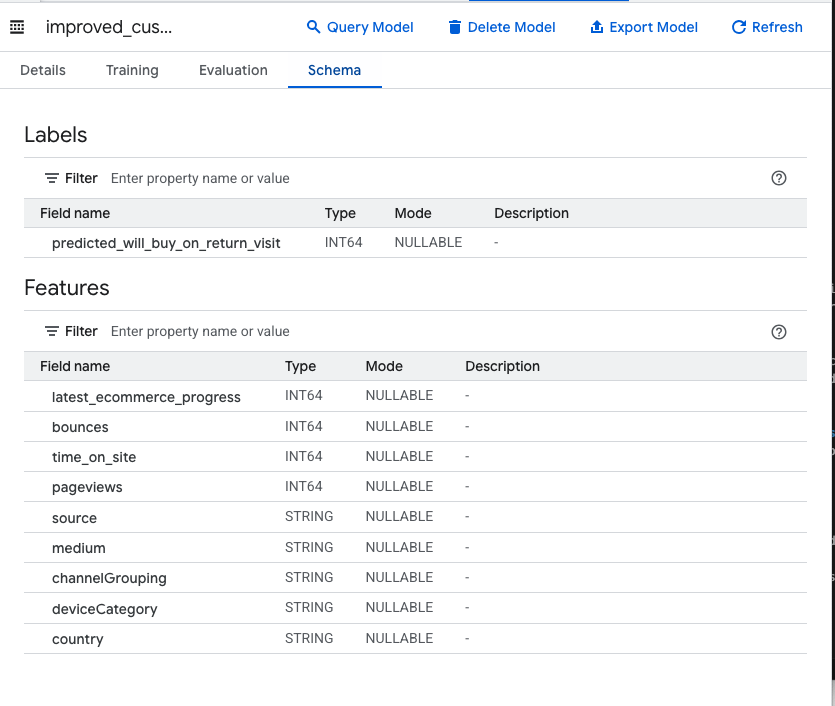 improved_cus... Query Model Delete Model Export Model Refresh
Details Training Evaluation Schema
Labels
Filter Enter property name or value
Field name Type Mode Description
predicted_will_buy_on_return_visit INT64 NULLABLE -
Features
Filter Enter property name or value
Field name Type Mode Description
latest_ecommerce_progress INT64 NULLABLE -
bounces INT64 NULLABLE -
time_on_site INT64 NULLABLE -
pageviews INT64 NULLABLE -
source STRING NULLABLE -
medium STRING NULLABLE -
channelGrouping STRING NULLABLE -
deviceCategory STRING NULLABLE -
country STRING NULLABLE -